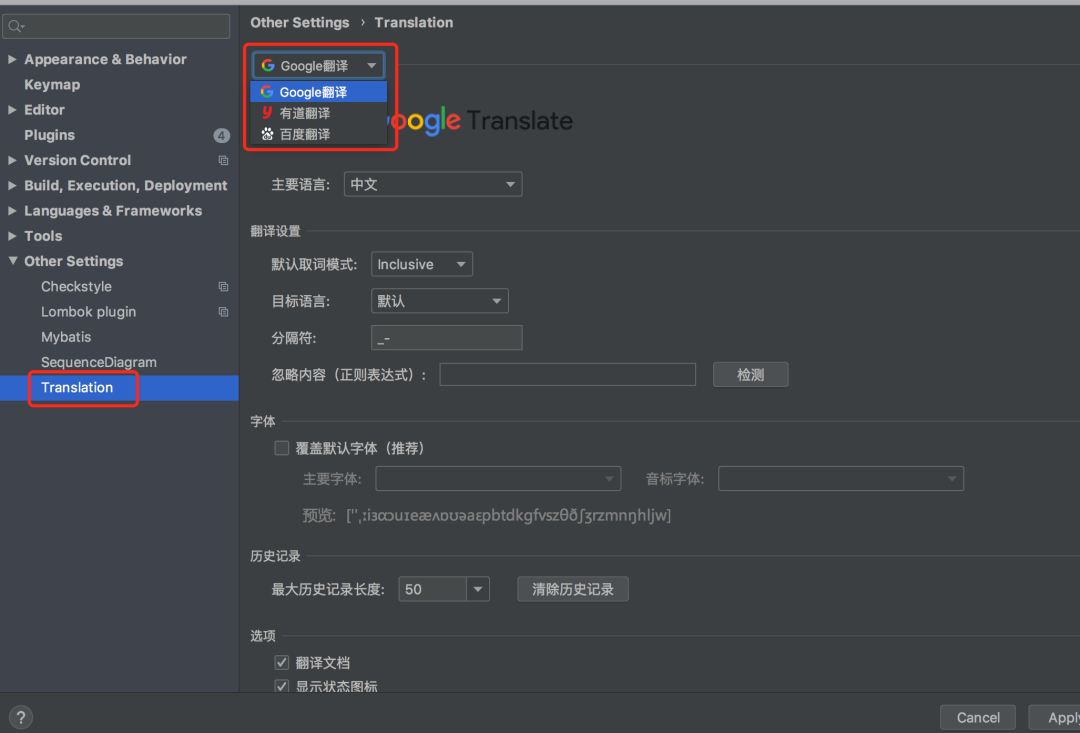 Other Settings › Translation
Appearance & Behavior
Keymap
Editor
Plugins
4
Version Control
Build, Execution, Deployment
Languages & Frameworks
Tools
Other Settings
Checkstyle
Lombok plugin
Mybatis
SequenceDiagram
Translation
Google翻译
Google翻译
有道翻译
百度翻译
oogle Translate
主要语言: 中文
翻译设置
默认取词模式: Inclusive
目标语言: 默认
分隔符: _-
忽略内容（正则表达式）: 检测
字体
覆盖默认字体（推荐）
主要字体: 音标字体:
预览: [ˈˌːiɜɑɔuɪeæʌɒʊəaɛpbtdkgfvszθðʃʒrzmnŋhljw]
历史记录
最大历史记录长度: 50 清除历史记录
选项
翻译文档
显示状态图标
?
Cancel
Apply